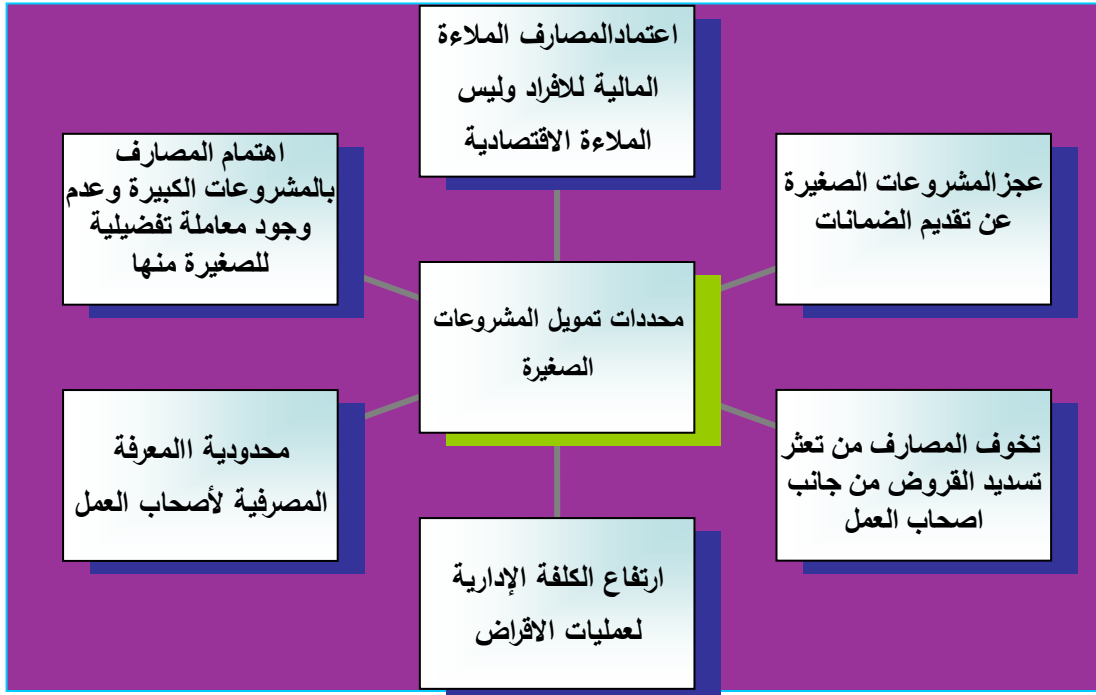 اعتمادالمصارف الملاءة
المالية للافراد وليس
الملاءة الاقتصادية
عجزالمشروعات الصغيرة
عن تقديم الضمانات
اهتمام المصارف
بالمشروعات الكبيرة وعدم
وجود معاملة تفضيلية
للصغيرة منها
محددات تمويل المشروعات
الصغيرة
تخوف المصارف من تعثر
تسديد القروض من جانب
اصحاب العمل
محدودية االمعرفة
المصرفية لأصحاب العمل
ارتفاع الكلفة الإدارية
لعمليات الاقراض